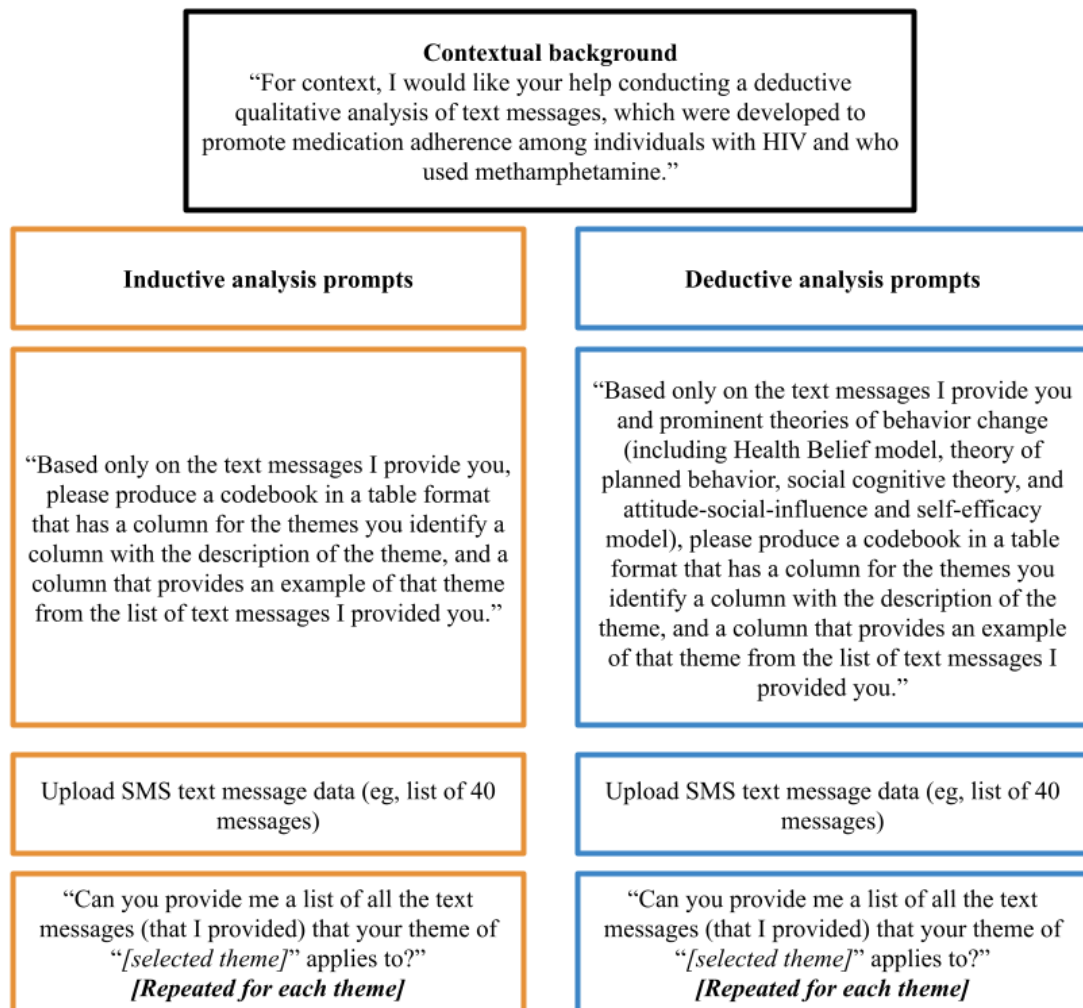 Contextual background
“For context, I would like your help conducting a deductive
qualitative analysis of text messages, which were developed to
promote medication adherence among individuals with HIV and who
used methamphetamine.”
Inductive analysis prompts
“Based only on the text messages I provide you,
please produce a codebook in a table format
that has a column for the themes you identify a
column with the description of the theme, and a
column that provides an example of that theme
from the list of text messages I provided you.”
Upload SMS text message data (eg, list of 40
messages)
“Can you provide me a list of all the text
messages (that I provided) that your theme of
“[selected theme]” applies to?”
[Repeated for each theme]
Deductive analysis prompts
“Based only on the text messages I provide you
and prominent theories of behavior change
(including Health Belief model, theory of
planned behavior, social cognitive theory, and
attitude-social-influence and self-efficacy
model), please produce a codebook in a table
format that has a column for the themes you
identify a column with the description of the
theme, and a column that provides an example
of that theme from the list of text messages I
provided you.”
Upload SMS text message data (eg, list of 40
messages)
“Can you provide me a list of all the text
messages (that I provided) that your theme of
“[selected theme]” applies to?”
[Repeated for each theme]